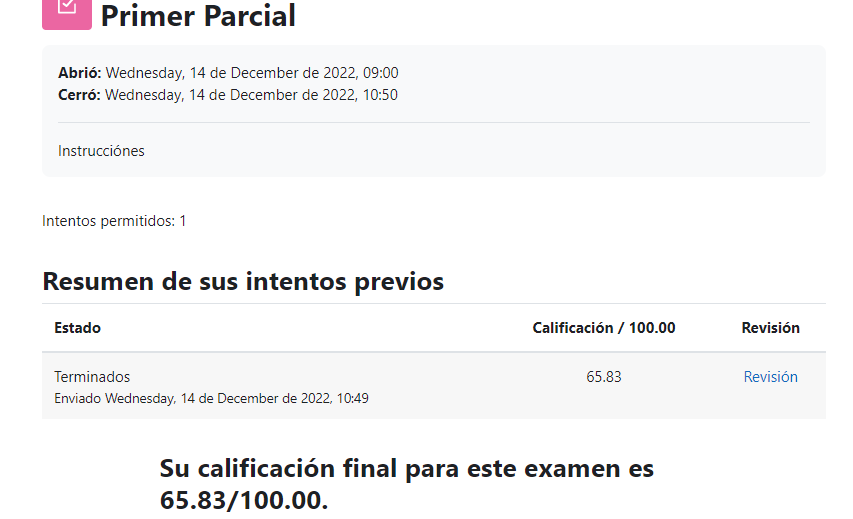 Primer Parcial
Abrió: Wednesday, 14 de December de 2022, 09:00
Cerró: Wednesday, 14 de December de 2022, 10:50
Instrucciónes
Intentos permitidos: 1
Resumen de sus intentos previos
Estado Calificación / 100.00 Revisión
Terminados 65.83 Revisión
Enviado Wednesday, 14 de December de 2022, 10:49
Su calificación final para este examen es
65.83/100.00.